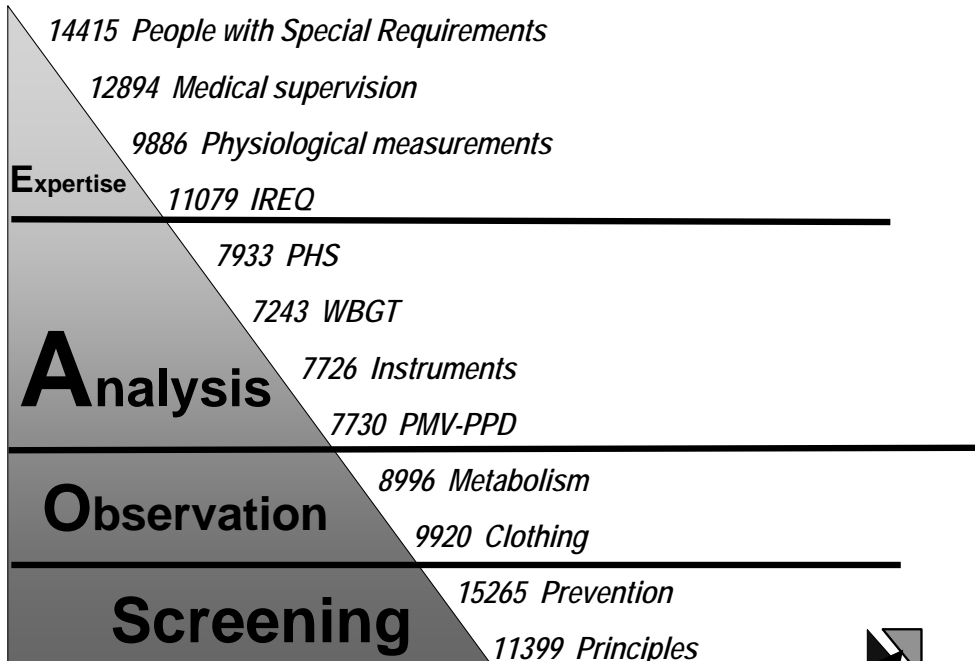 14415 People with Special Requirements
12894 Medical supervision
9886 Physiological measurements
Expertise
11079 IREQ
7933 PHS
7243 WBGT
7726 Instruments
Analysis
7730 PMV-PPD
8996 Metabolism
Observation
9920 Clothing
15265 Prevention
Screening
11399 Principles